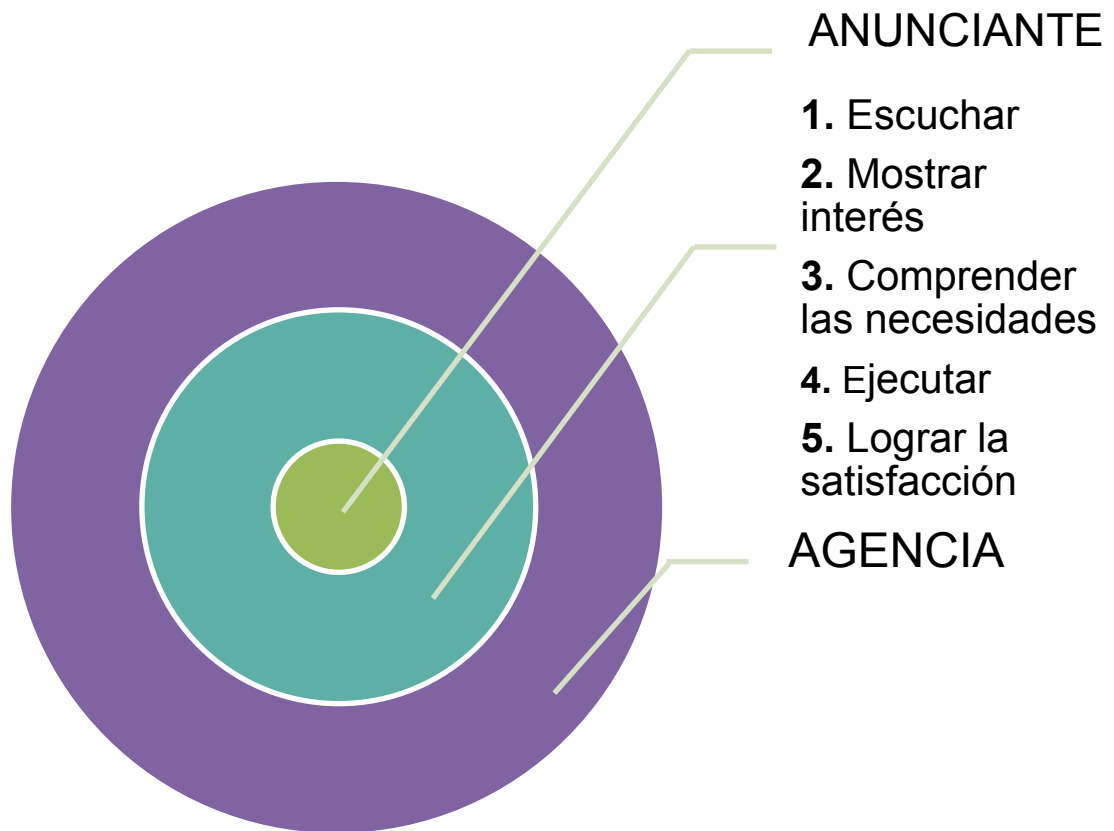 ANUNCIANTE
1. Escuchar
2. Mostrar
interés
3. Comprender
las necesidades
4. Ejecutar
5. Lograr la
satisfacción
AGENCIA